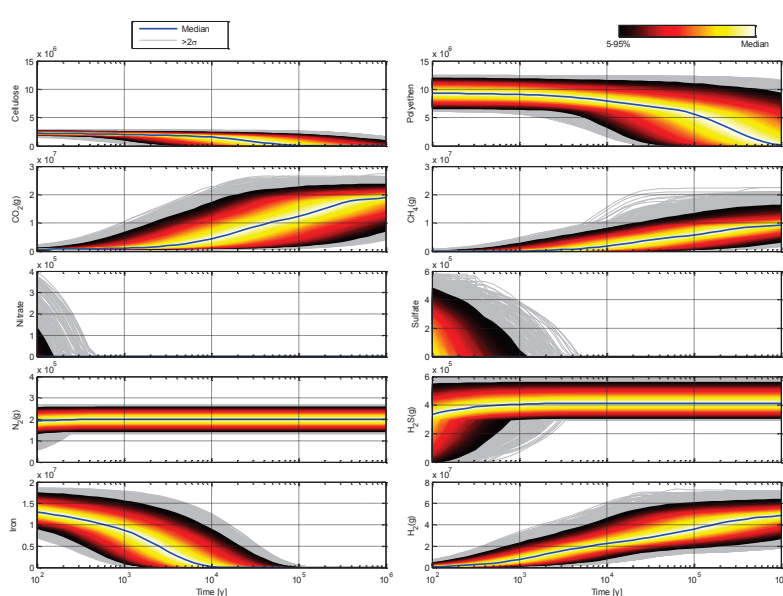 Median
>2σ
5-95%
Median
x 10^6
15
10
5
0
Cellulose
x 10^6
15
10
5
0
Polyethen
x 10^7
3
2
1
0
CO2(g)
x 10^7
3
2
1
0
CH4(g)
x 10^5
4
3
2
1
0
Nitrate
x 10^5
6
4
2
0
Sulfate
x 10^5
4
3
2
1
0
N2(g)
x 10^5
6
4
2
0
H2S(g)
x 10^7
2
1.5
1
0.5
0
Iron
10^2
10^3
10^4
10^5
10^6
Time [y]
x 10^7
8
6
4
2
0
H2(g)
10^2
10^3
10^4
10^5
Time [y]